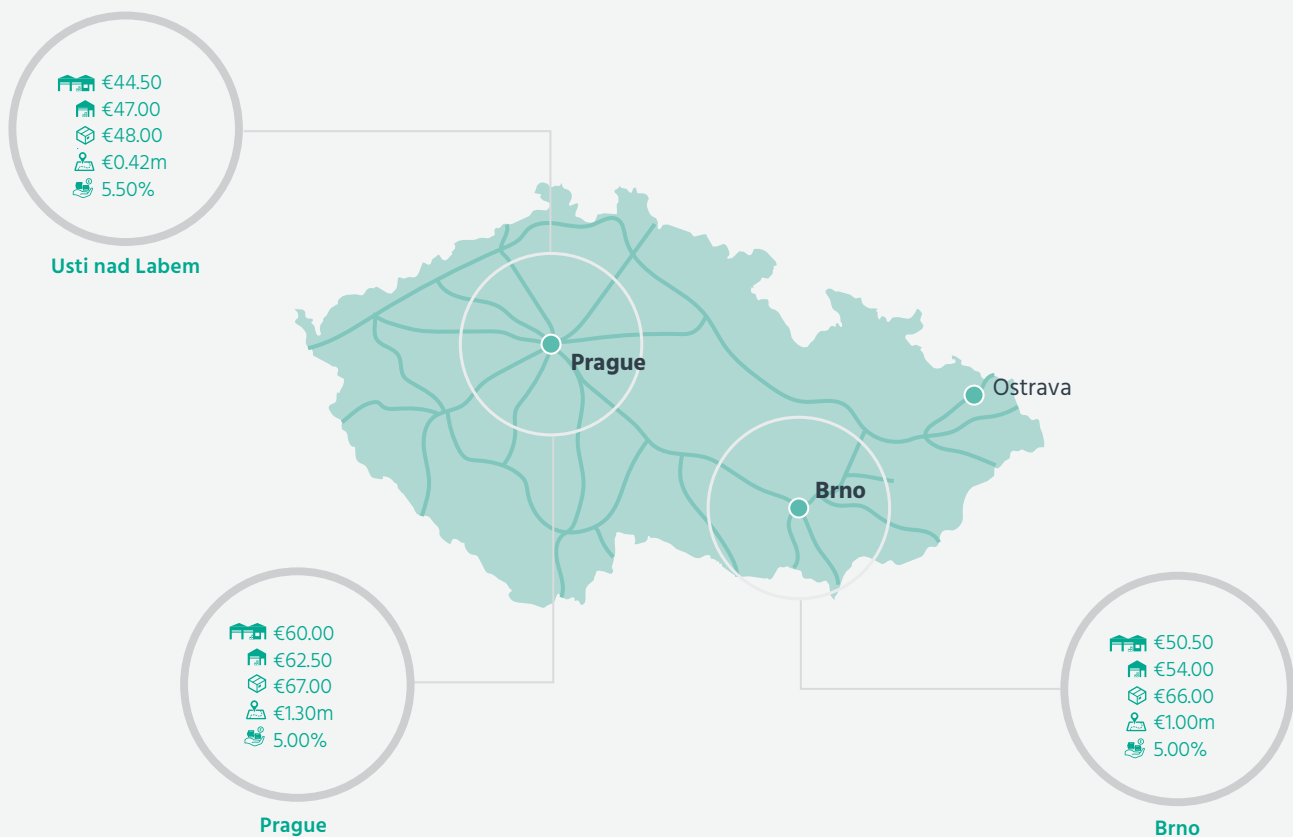 €44.50
€47.00
€48.00
€0.42m
5.50%
Usti nad Labem
Prague
Ostrava
Brno
€60.00
€62.50
€67.00
€1.30m
5.00%
Prague
€50.50
€54.00
€66.00
€1.00m
5.00%
Brno